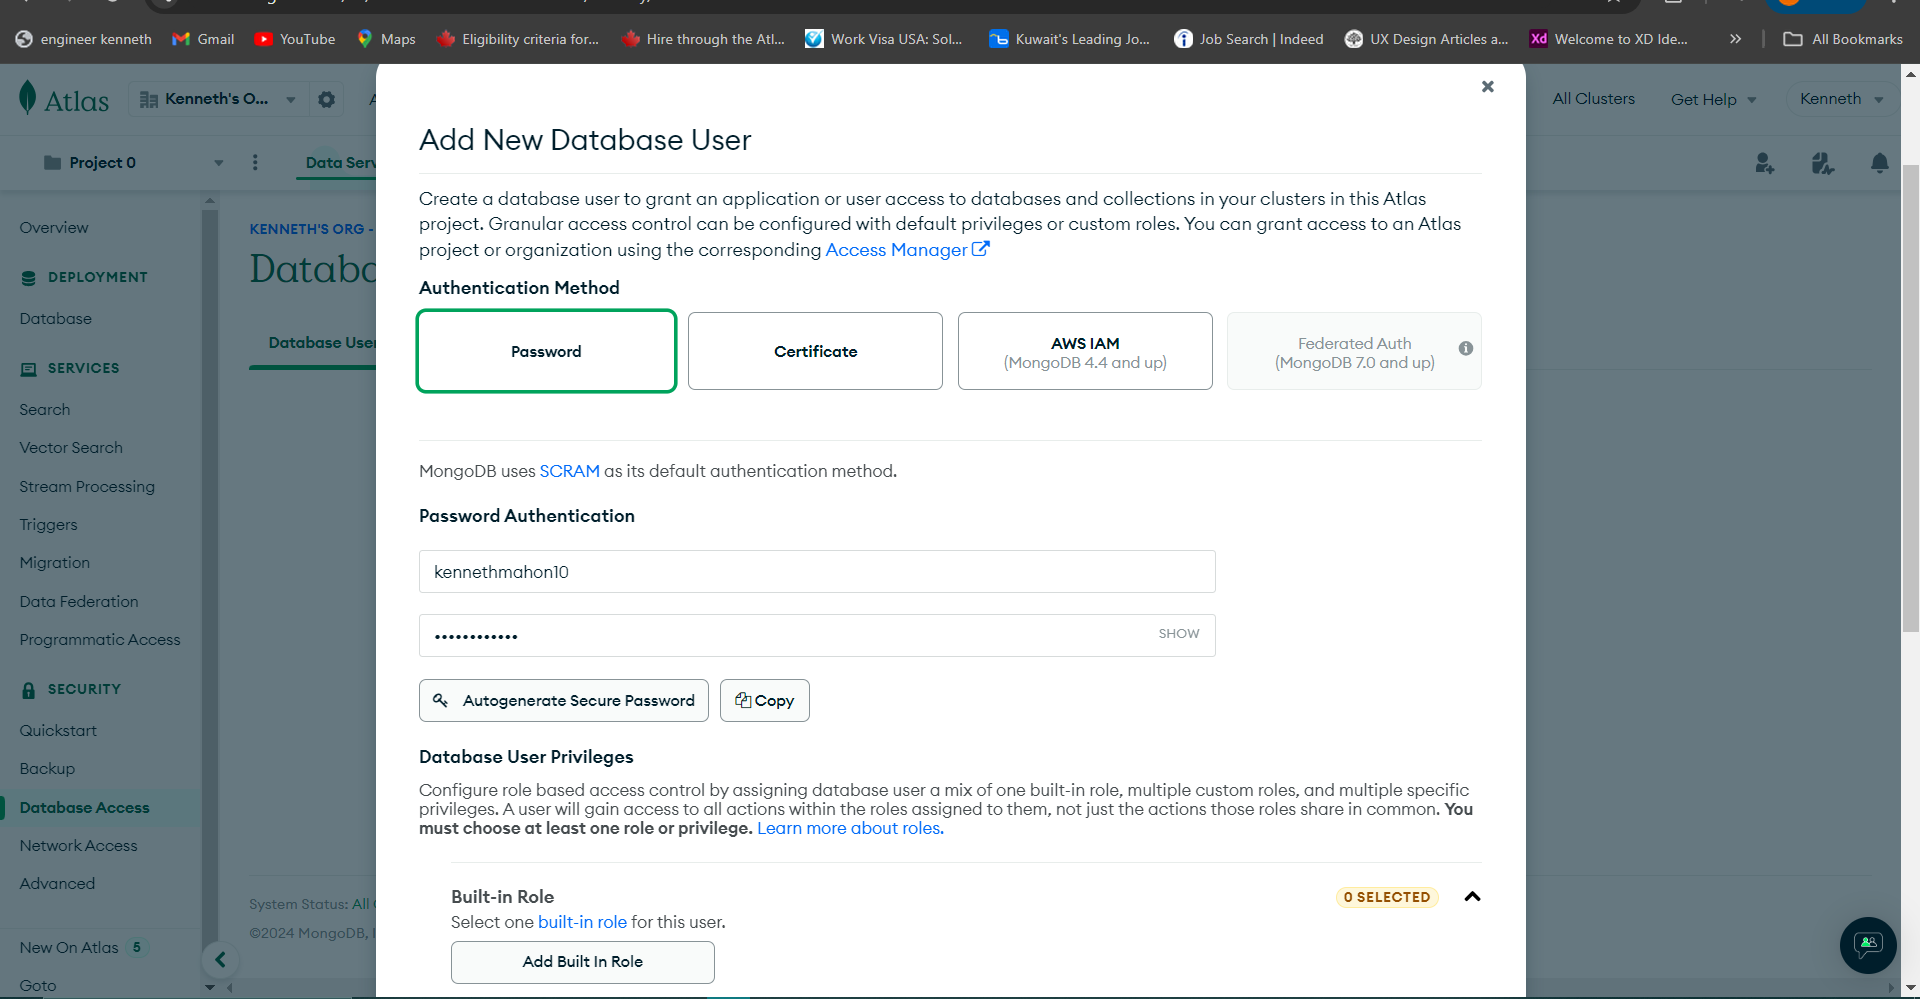 engineer kenneth
Gmail
YouTube
Maps
Eligibility criteria for...
Hire through the Atl...
Work Visa USA: Sol...
Kuwait's Leading Jo...
Job Search | Indeed
UX Design Articles a...
Xd
Welcome to XD Ide...
All Bookmarks
Atlas
Kenneth's O...
All Clusters
Get Help
Kenneth
Project 0
Data Serv
Overview
DEPLOYMENT
Database
SERVICES
Search
Vector Search
Stream Processing
Triggers
Migration
Data Federation
Programmatic Access
SECURITY
Quickstart
Backup
Database Access
Network Access
Advanced
New On Atlas 5
Goto
KENNETH'S ORG -
Databa
Database User
System Status: All
©2024 MongoDB,
Add New Database User
Create a database user to grant an application or user access to databases and collections in your clusters in this Atlas
project. Granular access control can be configured with default privileges or custom roles. You can grant access to an Atlas
project or organization using the corresponding Access Manager
Authentication Method
Password
Certificate
AWS IAM
(MongoDB 4.4 and up)
Federated Auth
(MongoDB 7.0 and up)
MongoDB uses SCRAM as its default authentication method.
Password Authentication
kennethmahon10
••••••••••••
SHOW
Autogenerate Secure Password
Copy
Database User Privileges
Configure role based access control by assigning database user a mix of one built-in role, multiple custom roles, and multiple specific
privileges. A user will gain access to all actions within the roles assigned to them, not just the actions those roles share in common. You
must choose at least one role or privilege. Learn more about roles.
Built-in Role
0 SELECTED
Select one built-in role for this user.
Add Built In Role